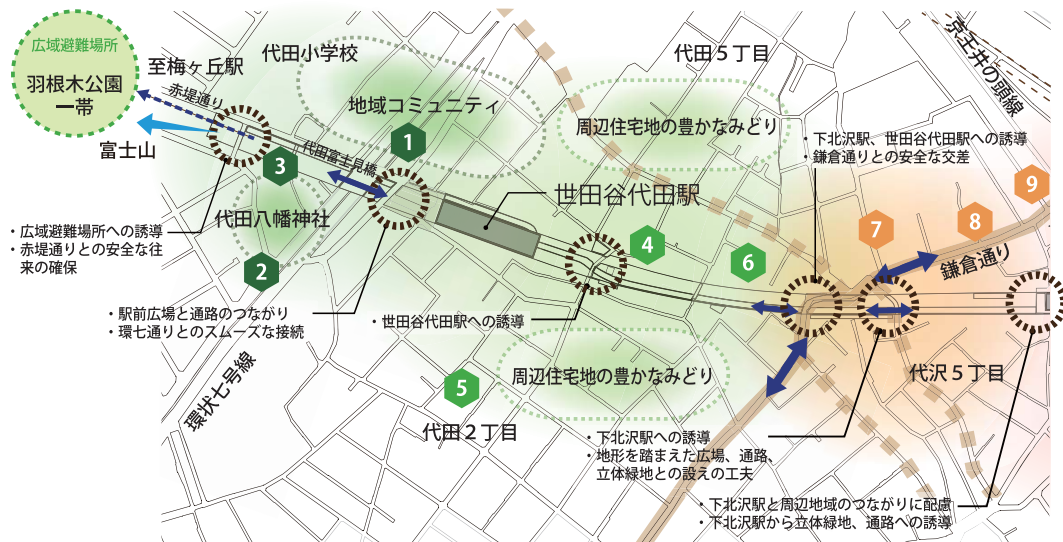 広域避難場所
羽根木公園
一帯
至梅ヶ丘駅
赤堤通り
富士山
代田小学校
地域コミュニティ
代田富士見橋
1
3
代田八幡神社
2
・広域避難場所への誘導
・赤堤通りとの安全な往
来の確保
・駅前広場と通路のつながり
・環七通りとのスムーズな接続
環状七号線
世田谷代田駅
・世田谷代田駅への誘導
4
5
代田2丁目
代田5丁目
周辺住宅地の豊かなみどり
周辺住宅地の豊かなみどり
京王井の頭線
・下北沢駅、世田谷代田駅への誘導
・鎌倉通りとの安全な交差
6
7
8
9
鎌倉通り
代沢5丁目
・下北沢駅への誘導
・地形を踏まえた広場、通路、
立体緑地との設えの工夫
・下北沢駅と周辺地域のつながりに配慮
・下北沢駅から立体緑地、通路への誘導